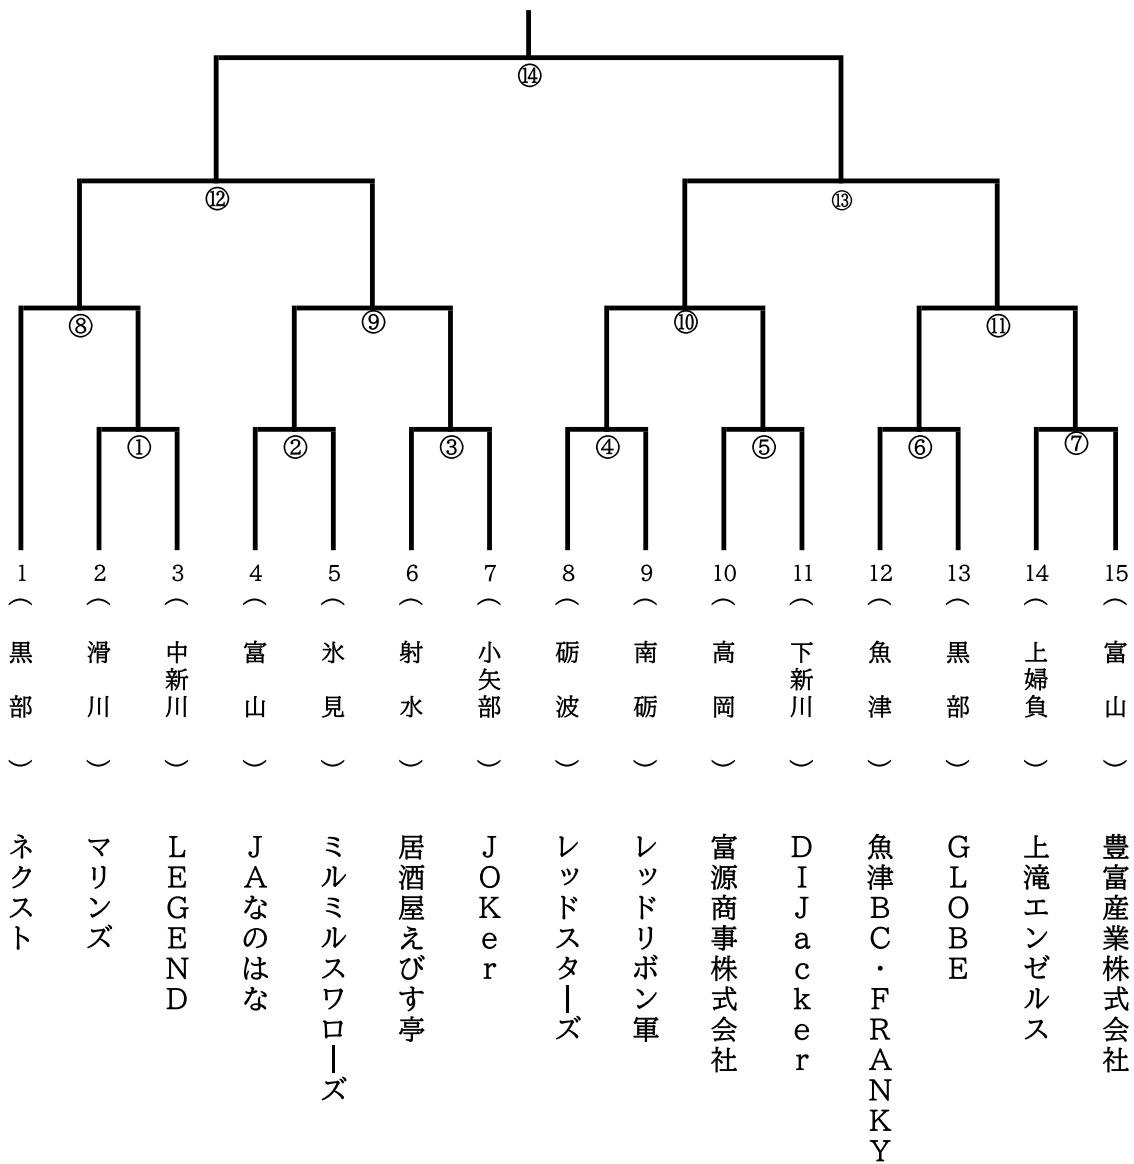 ⑭
⑫
⑬
⑧
⑨
⑩
⑪
①
②
③
④
⑤
⑥
⑦
1（黒部）ネクスト
2（滑川）マリンズ
3（中新川）LEGEND
4（富山）JAなのはな
5（氷見）ミルミルスワローズ
6（射水）居酒屋えびす亭
7（小矢部）JOKer
8（砺波）レッドスターズ
9（南砺）レッドリボン軍
10（高岡）富源商事株式会社
11（下新川）DIJacker
12（魚津）魚津BC・FRANKY
13（黒部）GLOBE
14（上婦負）上滝エンゼルス
15（富山）豊富産業株式会社